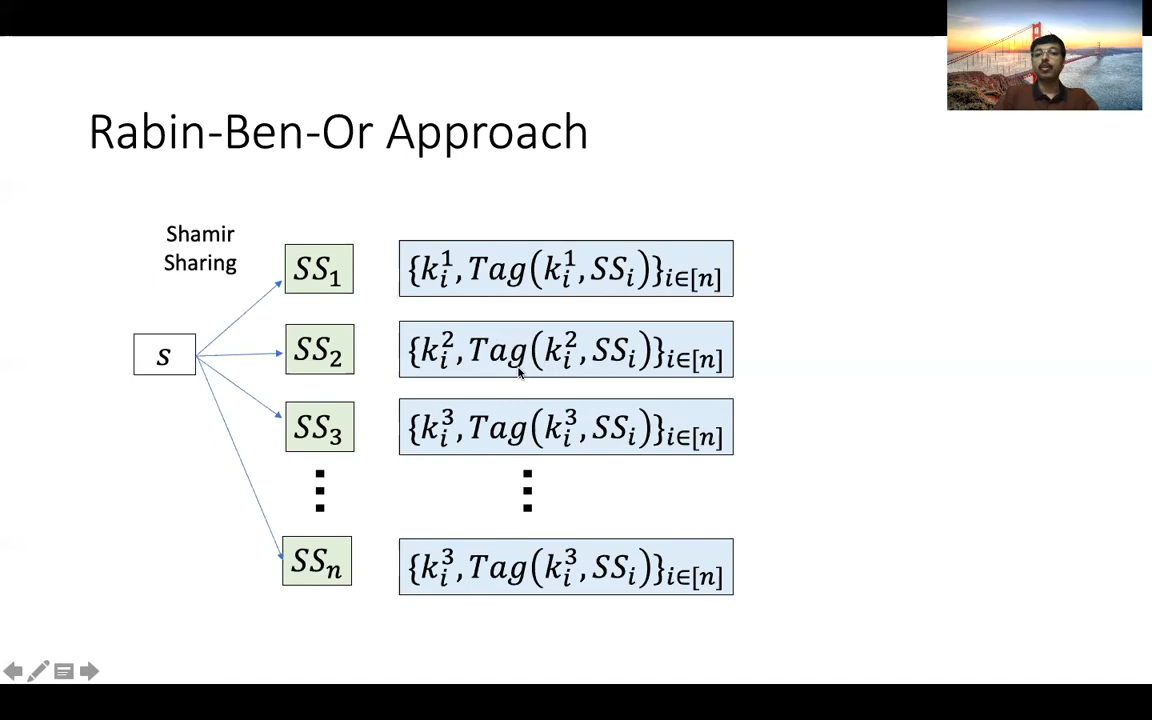 Rabin-Ben-Or Approach
Shamir
Sharing
s
SS₁
{k_i^1, Tag(k_i^1, SS_i)}_{i∈[n]}
SS₂
{k_i^2, Tag(k_i^2, SS_i)}_{i∈[n]}
SS₃
{k_i^3, Tag(k_i^3, SS_i)}_{i∈[n]}
⋮ ⋮
SSₙ
{k_i^3, Tag(k_i^3, SS_i)}_{i∈[n]}